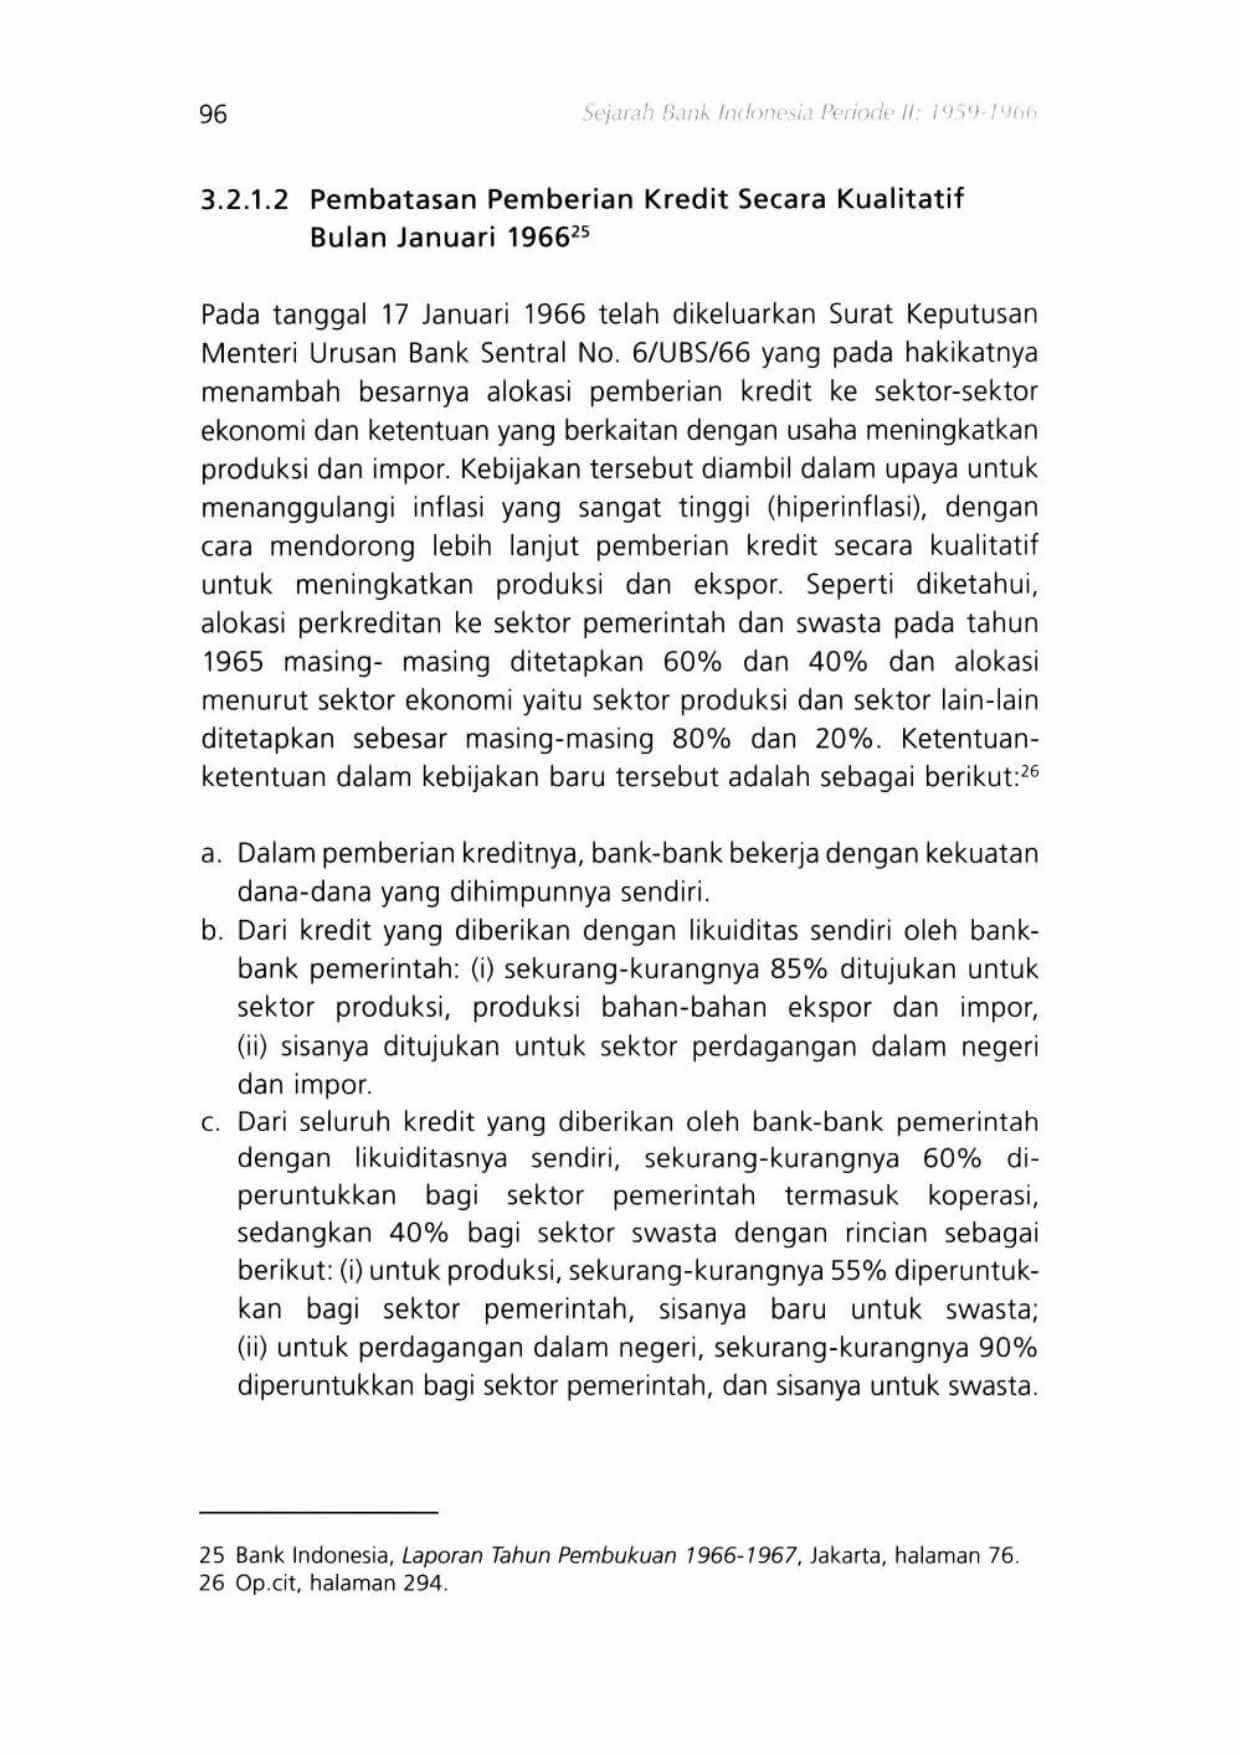 96
Sejarah Bank Indonesia Periode II: 1959-1966
3.2.1.2 Pembatasan Pemberian Kredit Secara Kualitatif
Bulan Januari 1966²⁵
Pada tanggal 17 Januari 1966 telah dikeluarkan Surat Keputusan
Menteri Urusan Bank Sentral No. 6/UBS/66 yang pada hakikatnya
menambah besarnya alokasi pemberian kredit ke sektor-sektor
ekonomi dan ketentuan yang berkaitan dengan usaha meningkatkan
produksi dan impor. Kebijakan tersebut diambil dalam upaya untuk
menanggulangi inflasi yang sangat tinggi (hiperinflasi), dengan
cara mendorong lebih lanjut pemberian kredit secara kualitatif
untuk meningkatkan produksi dan ekspor. Seperti diketahui,
alokasi perkreditan ke sektor pemerintah dan swasta pada tahun
1965 masing- masing ditetapkan 60% dan 40% dan alokasi
menurut sektor ekonomi yaitu sektor produksi dan sektor lain-lain
ditetapkan sebesar masing-masing 80% dan 20%. Ketentuan-
ketentuan dalam kebijakan baru tersebut adalah sebagai berikut:²⁶
a. Dalam pemberian kreditnya, bank-bank bekerja dengan kekuatan
dana-dana yang dihimpunnya sendiri.
b. Dari kredit yang diberikan dengan likuiditas sendiri oleh bank-
bank pemerintah: (i) sekurang-kurangnya 85% ditujukan untuk
sektor produksi, produksi bahan-bahan ekspor dan impor,
(ii) sisanya ditujukan untuk sektor perdagangan dalam negeri
dan impor.
c. Dari seluruh kredit yang diberikan oleh bank-bank pemerintah
dengan likuiditasnya sendiri, sekurang-kurangnya 60% di-
peruntukkan bagi sektor pemerintah termasuk koperasi,
sedangkan 40% bagi sektor swasta dengan rincian sebagai
berikut: (i) untuk produksi, sekurang-kurangnya 55% diperuntuk-
kan bagi sektor pemerintah, sisanya baru untuk swasta;
(ii) untuk perdagangan dalam negeri, sekurang-kurangnya 90%
diperuntukkan bagi sektor pemerintah, dan sisanya untuk swasta.
25 Bank Indonesia, Laporan Tahun Pembukuan 1966-1967, Jakarta, halaman 76.
26 Op.cit, halaman 294.